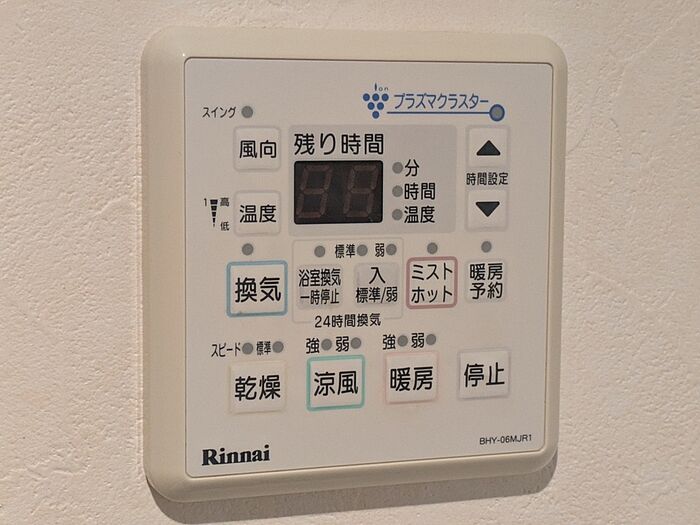 ion
プラズマクラスター
スイング
風向
残り時間
分
時間
温度
時間設定
1 高
低
温度
標準 弱
換気
浴室換気
一時停止
入
標準/弱
ミスト
ホット
暖房
予約
24時間換気
スピード 標準
強 弱
強 弱
乾燥
涼風
暖房
停止
Rinnai
BHY-06MJR1